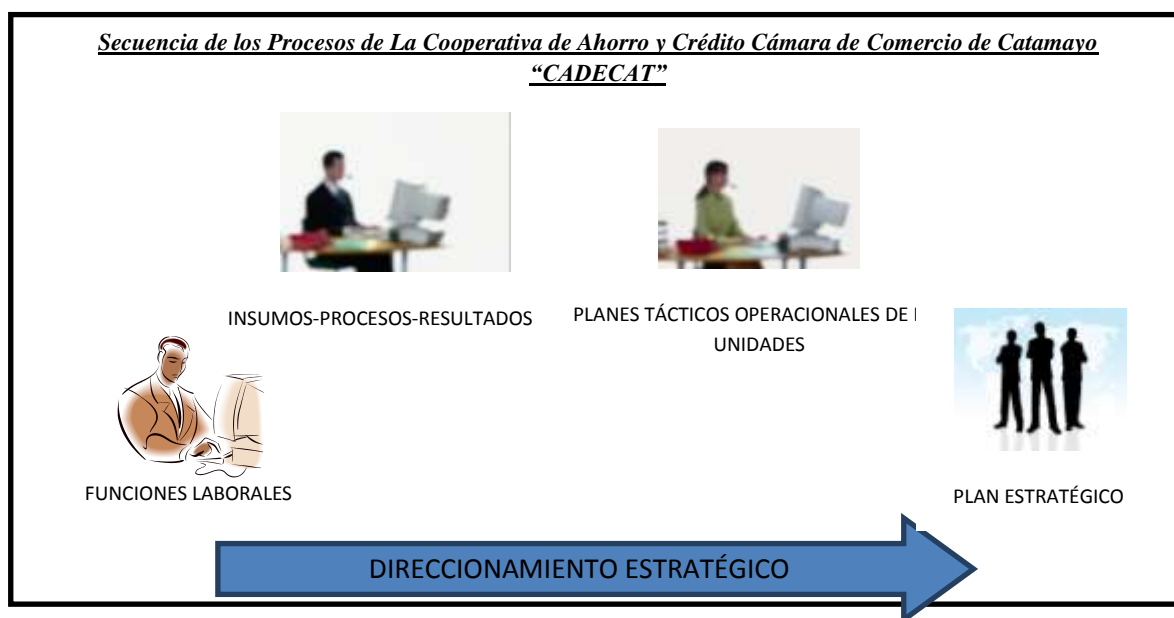 Secuencia de los Procesos de La Cooperativa de Ahorro y Crédito Cámara de Comercio de Catamayo
“CADECAT”
INSUMOS-PROCESOS-RESULTADOS
PLANES TÁCTICOS OPERACIONALES DE
UNIDADES
FUNCIONES LABORALES
PLAN ESTRATÉGICO
DIRECCIONAMIENTO ESTRATÉGICO